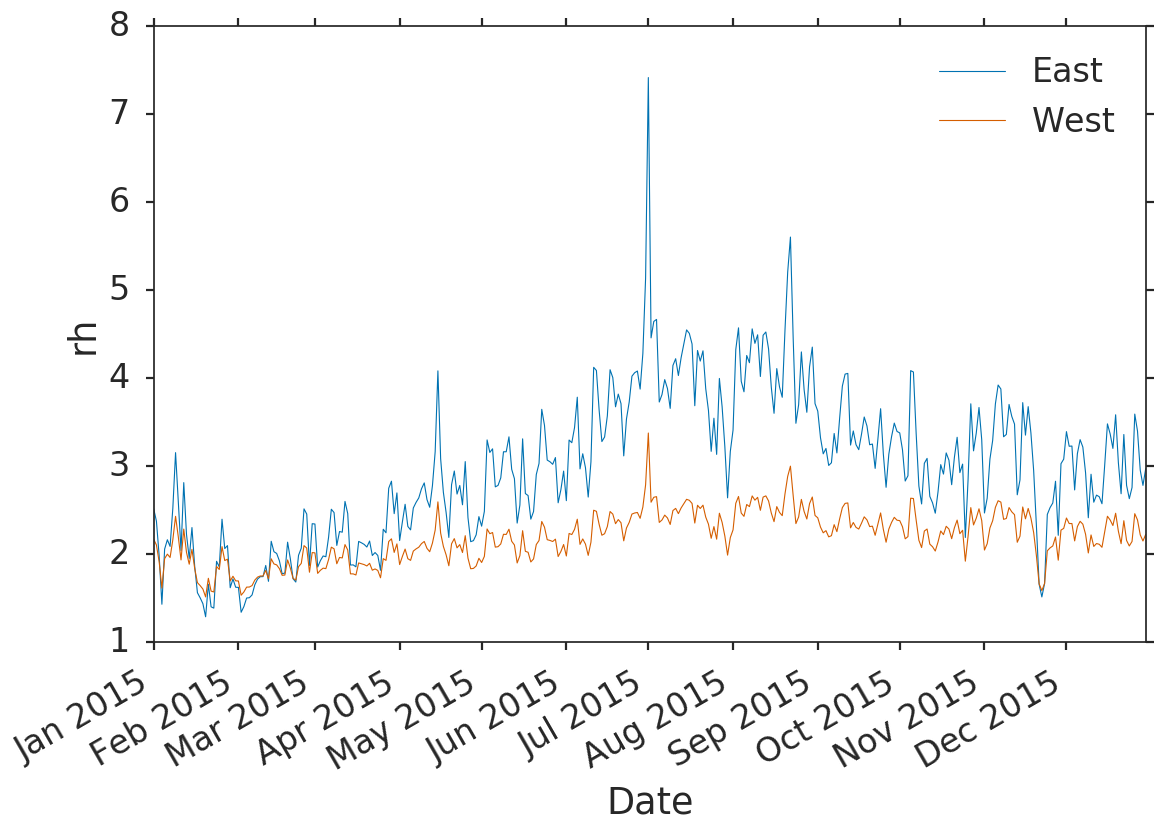 8
7
6
5
4
3
2
1
rh
East
West
Jan 2015
Feb 2015
Mar 2015
Apr 2015
May 2015
Jun 2015
Jul 2015
Aug 2015
Sep 2015
Oct 2015
Nov 2015
Dec 2015
Date